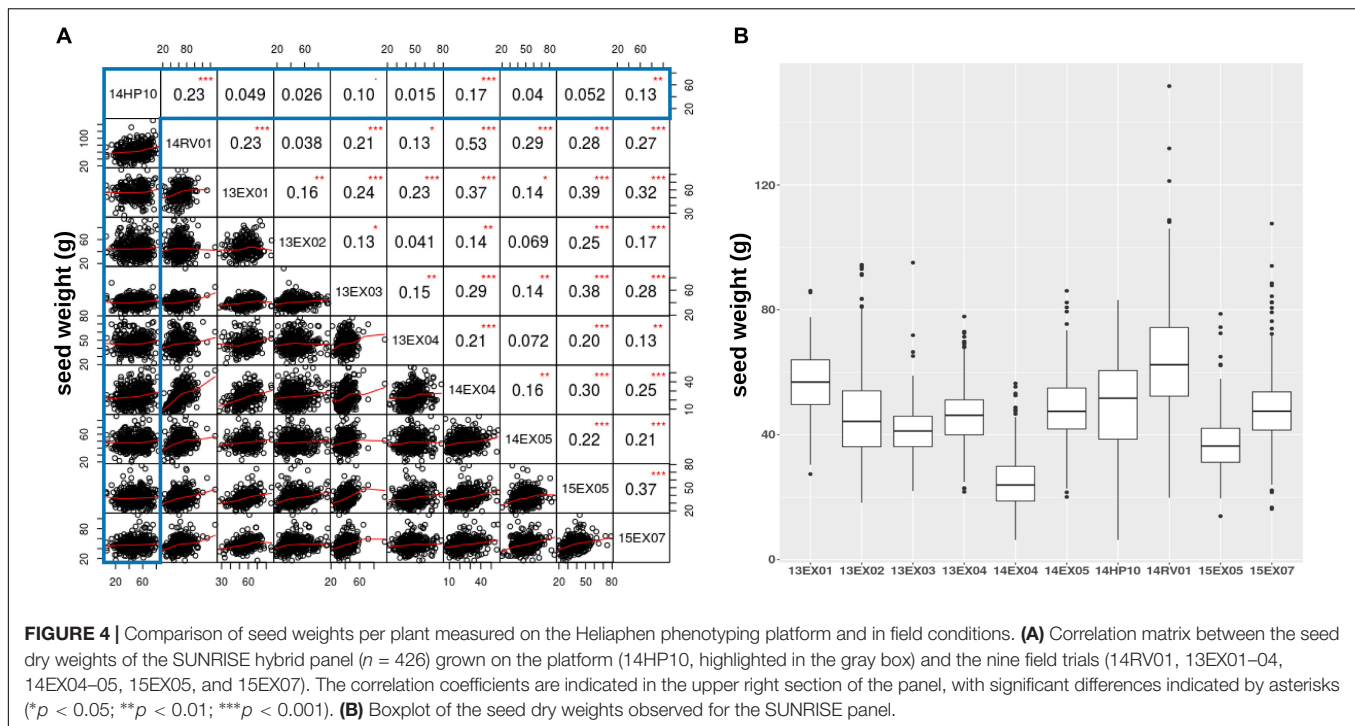 A
20 80
20 60
20 50 80
20 50 80
20 60
14HP10 0.23 *** 0.049 0.026 0.10 . 0.015 0.17 *** 0.04 0.052 0.13 **
20 60
20 100
14RV01 0.23 *** 0.038 0.21 *** 0.13 * 0.53 *** 0.29 *** 0.28 *** 0.27 ***
13EX01 0.16 ** 0.24 *** 0.23 *** 0.37 *** 0.14 * 0.39 *** 0.32 ***
30 60
20 60
13EX02 0.13 * 0.041 0.14 ** 0.069 0.25 *** 0.17 ***
13EX03 0.15 ** 0.29 *** 0.14 ** 0.38 *** 0.28 ***
20 60
20 50 80
13EX04 0.21 *** 0.072 0.20 *** 0.13 **
14EX04 0.16 ** 0.30 *** 0.25 ***
10 40
20 60
14EX05 0.22 *** 0.21 ***
15EX05 0.37 ***
20 50 80
20 80
15EX07
20 60
30 60
20 60
10 40
20 50 80
seed weight (g)
B
120
80
40
0
seed weight (g)
13EX01 13EX02 13EX03 13EX04 14EX04 14EX05 14HP10 14RV01 15EX05 15EX07
FIGURE 4 | Comparison of seed weights per plant measured on the Heliaphen phenotyping platform and in field conditions. (A) Correlation matrix between the seed
dry weights of the SUNRISE hybrid panel (n = 426) grown on the platform (14HP10, highlighted in the gray box) and the nine field trials (14RV01, 13EX01–04,
14EX04–05, 15EX05, and 15EX07). The correlation coefficients are indicated in the upper right section of the panel, with significant differences indicated by asterisks
(*p < 0.05; **p < 0.01; ***p < 0.001). (B) Boxplot of the seed dry weights observed for the SUNRISE panel.